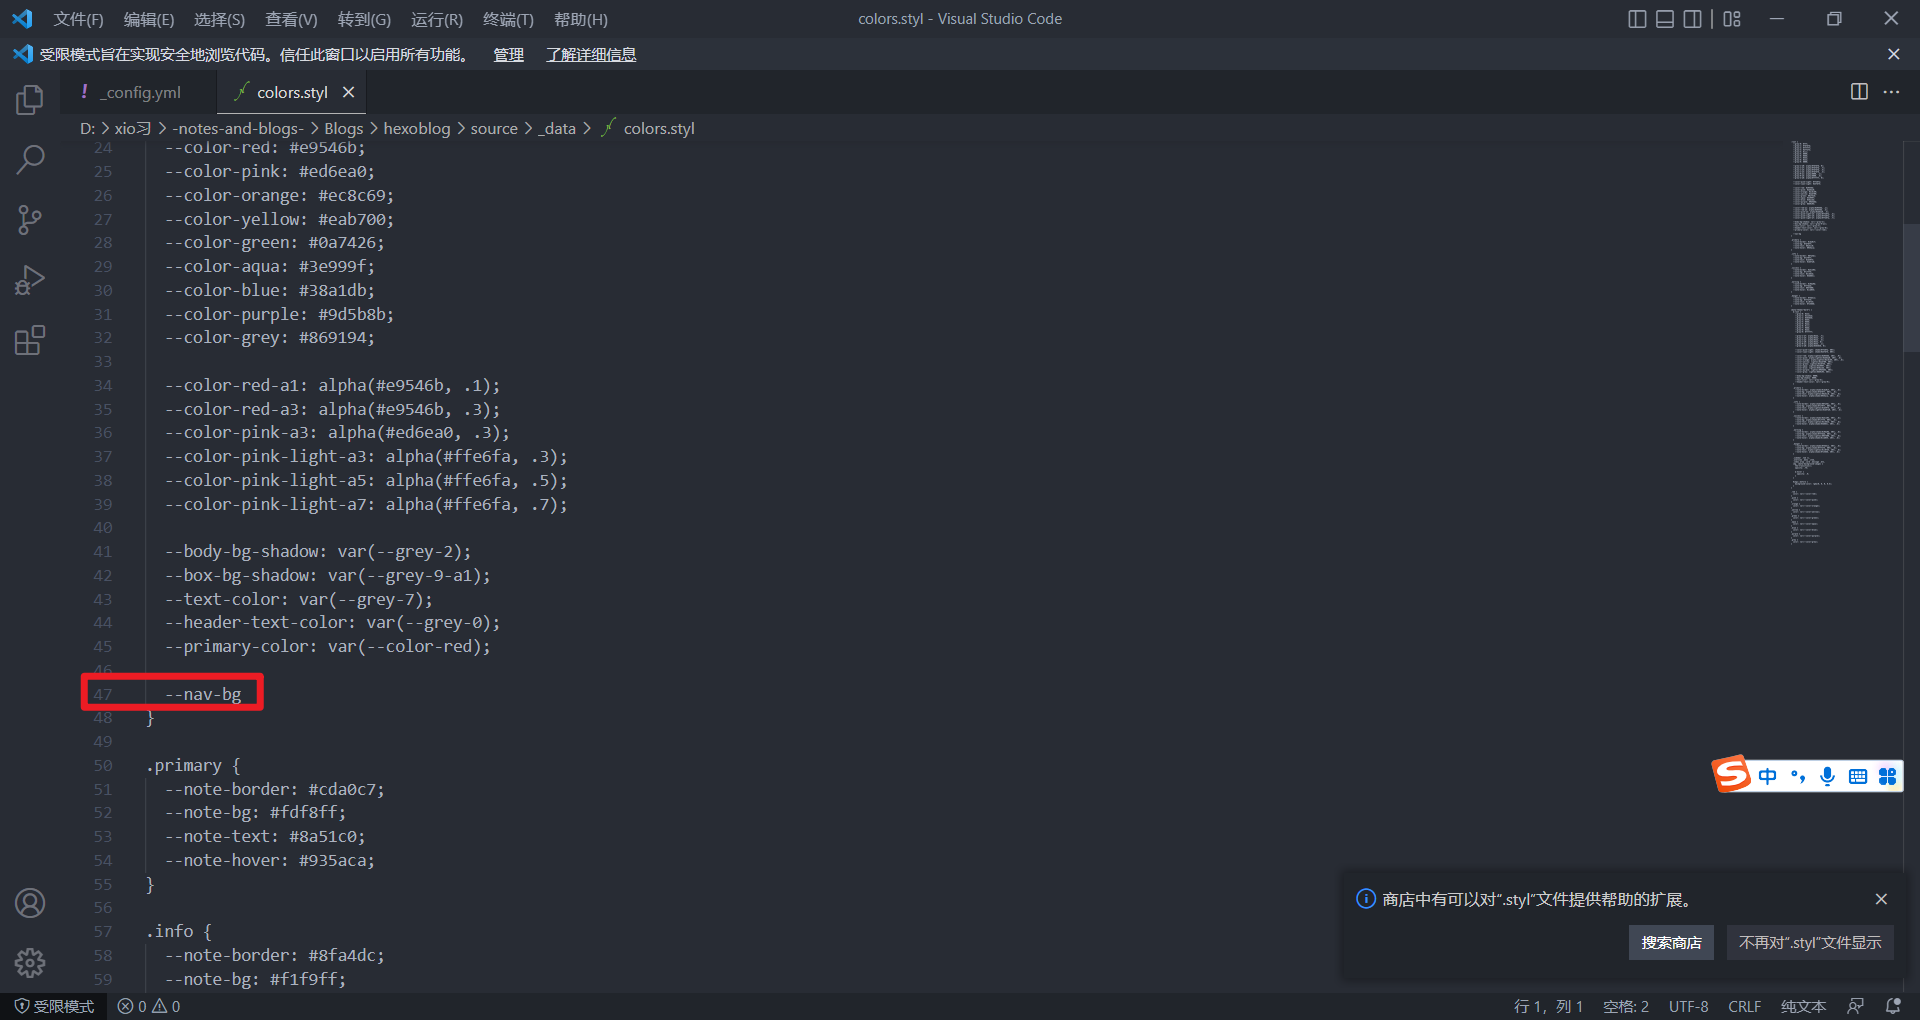 文件(F) 编辑(E) 选择(S) 查看(V) 转到(G) 运行(R) 终端(T) 帮助(H) colors.styl - Visual Studio Code
受限模式旨在实现安全地浏览代码。信任此窗口以启用所有功能。 管理 了解详细信息
! _config.yml colors.styl
D: > xio习 > -notes-and-blogs- > Blogs > hexoblog > source > _data > colors.styl
24 --color-red: #e9546b;
25 --color-pink: #ed6ea0;
26 --color-orange: #ec8c69;
27 --color-yellow: #eab700;
28 --color-green: #0a7426;
29 --color-aqua: #3e999f;
30 --color-blue: #38a1db;
31 --color-purple: #9d5b8b;
32 --color-grey: #869194;
33
34 --color-red-a1: alpha(#e9546b, .1);
35 --color-red-a3: alpha(#e9546b, .3);
36 --color-pink-a3: alpha(#ed6ea0, .3);
37 --color-pink-light-a3: alpha(#ffe6fa, .3);
38 --color-pink-light-a5: alpha(#ffe6fa, .5);
39 --color-pink-light-a7: alpha(#ffe6fa, .7);
40
41 --body-bg-shadow: var(--grey-2);
42 --box-bg-shadow: var(--grey-9-a1);
43 --text-color: var(--grey-7);
44 --header-text-color: var(--grey-0);
45 --primary-color: var(--color-red);
46
47 --nav-bg
48 }
49
50 .primary {
51 --note-border: #cda0c7;
52 --note-bg: #fdf8ff;
53 --note-text: #8a51c0;
54 --note-hover: #935aca;
55 }
56
57 .info {
58 --note-border: #8fa4dc;
59 --note-bg: #f1f9ff;
S 中 °,
商店中有可以对".styl"文件提供帮助的扩展。
搜索商店 不再对".styl"文件显示
受限模式 0 0 行 1，列 1 空格: 2 UTF-8 CRLF 纯文本